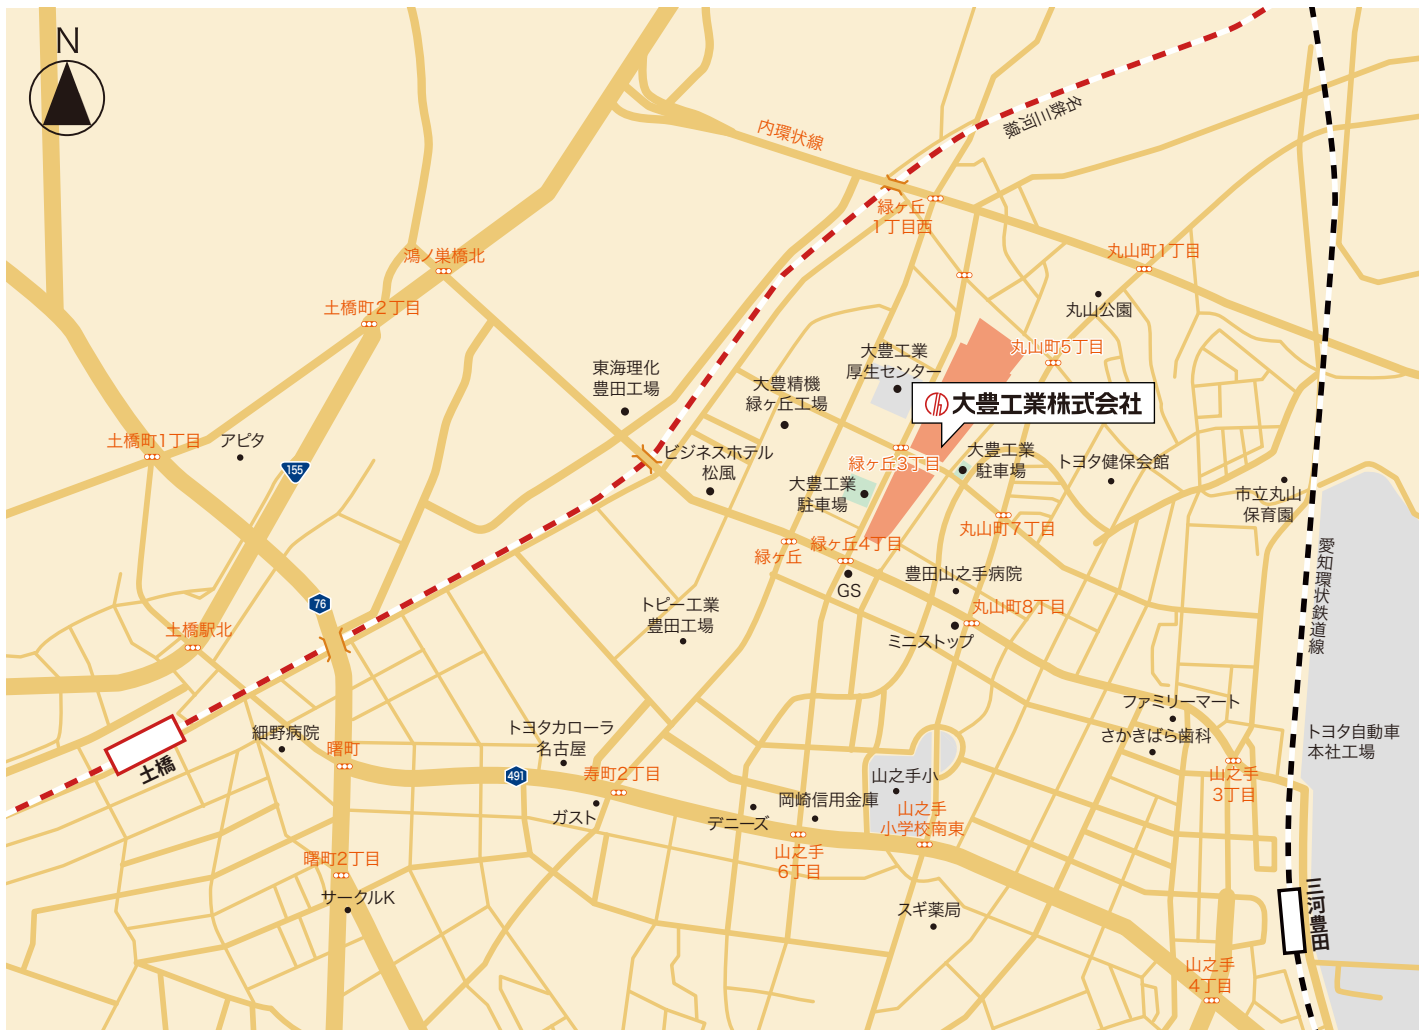 N
名鉄三河線
内環状線
緑ヶ丘
1丁目西
鴻ノ巣橋北
丸山町1丁目
土橋町2丁目
丸山公園
丸山町5丁目
大豊工業
厚生センター
東海理化
豊田工場
大豊精機
緑ヶ丘工場
大豊工業株式会社
土橋町1丁目
アピタ
155
ビジネスホテル
松風
緑ヶ丘3丁目
大豊工業
駐車場
トヨタ健保会館
大豊工業
駐車場
市立丸山
保育園
丸山町7丁目
緑ヶ丘
緑ヶ丘4丁目
愛知環状鉄道線
GS
豊田山之手病院
76
トピー工業
豊田工場
丸山町8丁目
土橋駅北
ミニストップ
ファミリーマート
さかきばら歯科
トヨタ自動車
本社工場
細野病院
トヨタカローラ
名古屋
曙町
土橋
491
寿町2丁目
山之手小
山之手
3丁目
ガスト
デニーズ
岡崎信用金庫
山之手
小学校南東
山之手
6丁目
曙町2丁目
サークルK
スギ薬局
三河豊田
山之手
4丁目